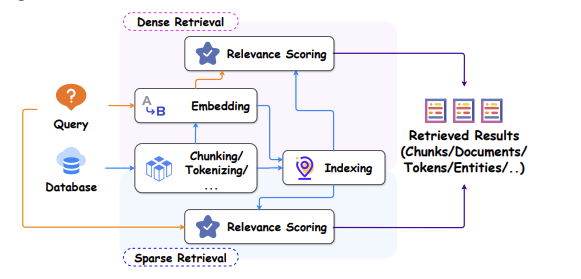 Dense Retrieval
Relevance Scoring
?
Query
A
B
Embedding
Retrieved Results
(Chunks/Documents/
Tokens/Entities/..)
Database
Chunking/
Tokenizing/
...
Indexing
Relevance Scoring
Sparse Retrieval